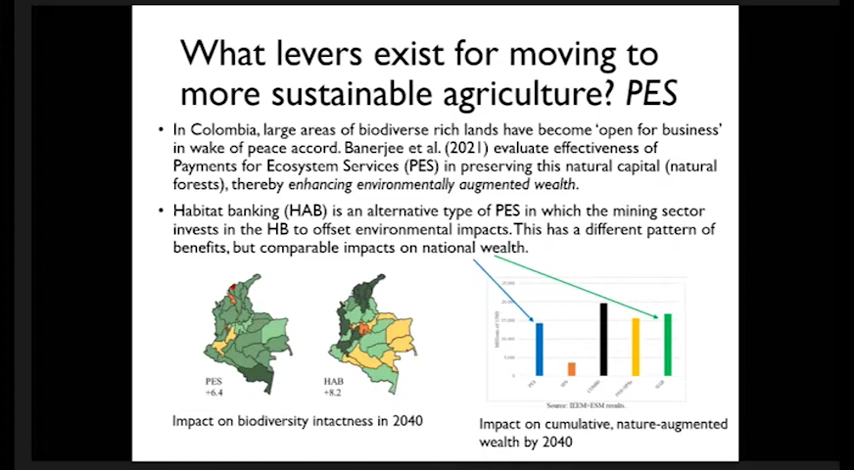 What levers exist for moving to
more sustainable agriculture? PES
• In Colombia, large areas of biodiverse rich lands have become ‘open for business’
in wake of peace accord. Banerjee et al. (2021) evaluate effectiveness of
Payments for Ecosystem Services (PES) in preserving this natural capital (natural
forests), thereby enhancing environmentally augmented wealth.
• Habitat banking (HAB) is an alternative type of PES in which the mining sector
invests in the HB to offset environmental impacts. This has a different pattern of
benefits, but comparable impacts on national wealth.
PES
+6.4
HAB
+8.2
Impact on biodiversity intactness in 2040
PES
HAB
Source: IEEM+ESM results.
Impact on cumulative, nature-augmented
wealth by 2040